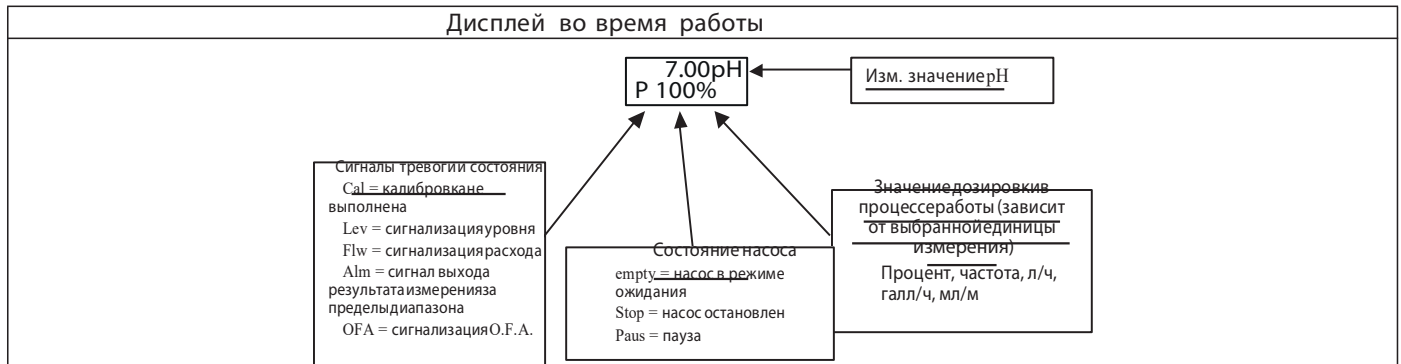 Дисплей во время работы
7.00pH
P 100%
Изм. значениеpH
Сигналы тревогии состояния
Cal = калибровкане
выполнена
Lev = сигнализацияуровня
Flw = сигнализациярасхода
Alm = сигнал выхода
результатаизмеренияза
пределыдиапазона
OFA = сигнализацияO.F.A.
Состояниенасоса
empty = насос в режиме
ожидания
Stop = насос остановлен
Paus = пауза
Значениедозировкив
процессеработы (зависит
от выбраннойединицы
измерения)
Процент, частота, л/ч,
галл/ч, мл/м